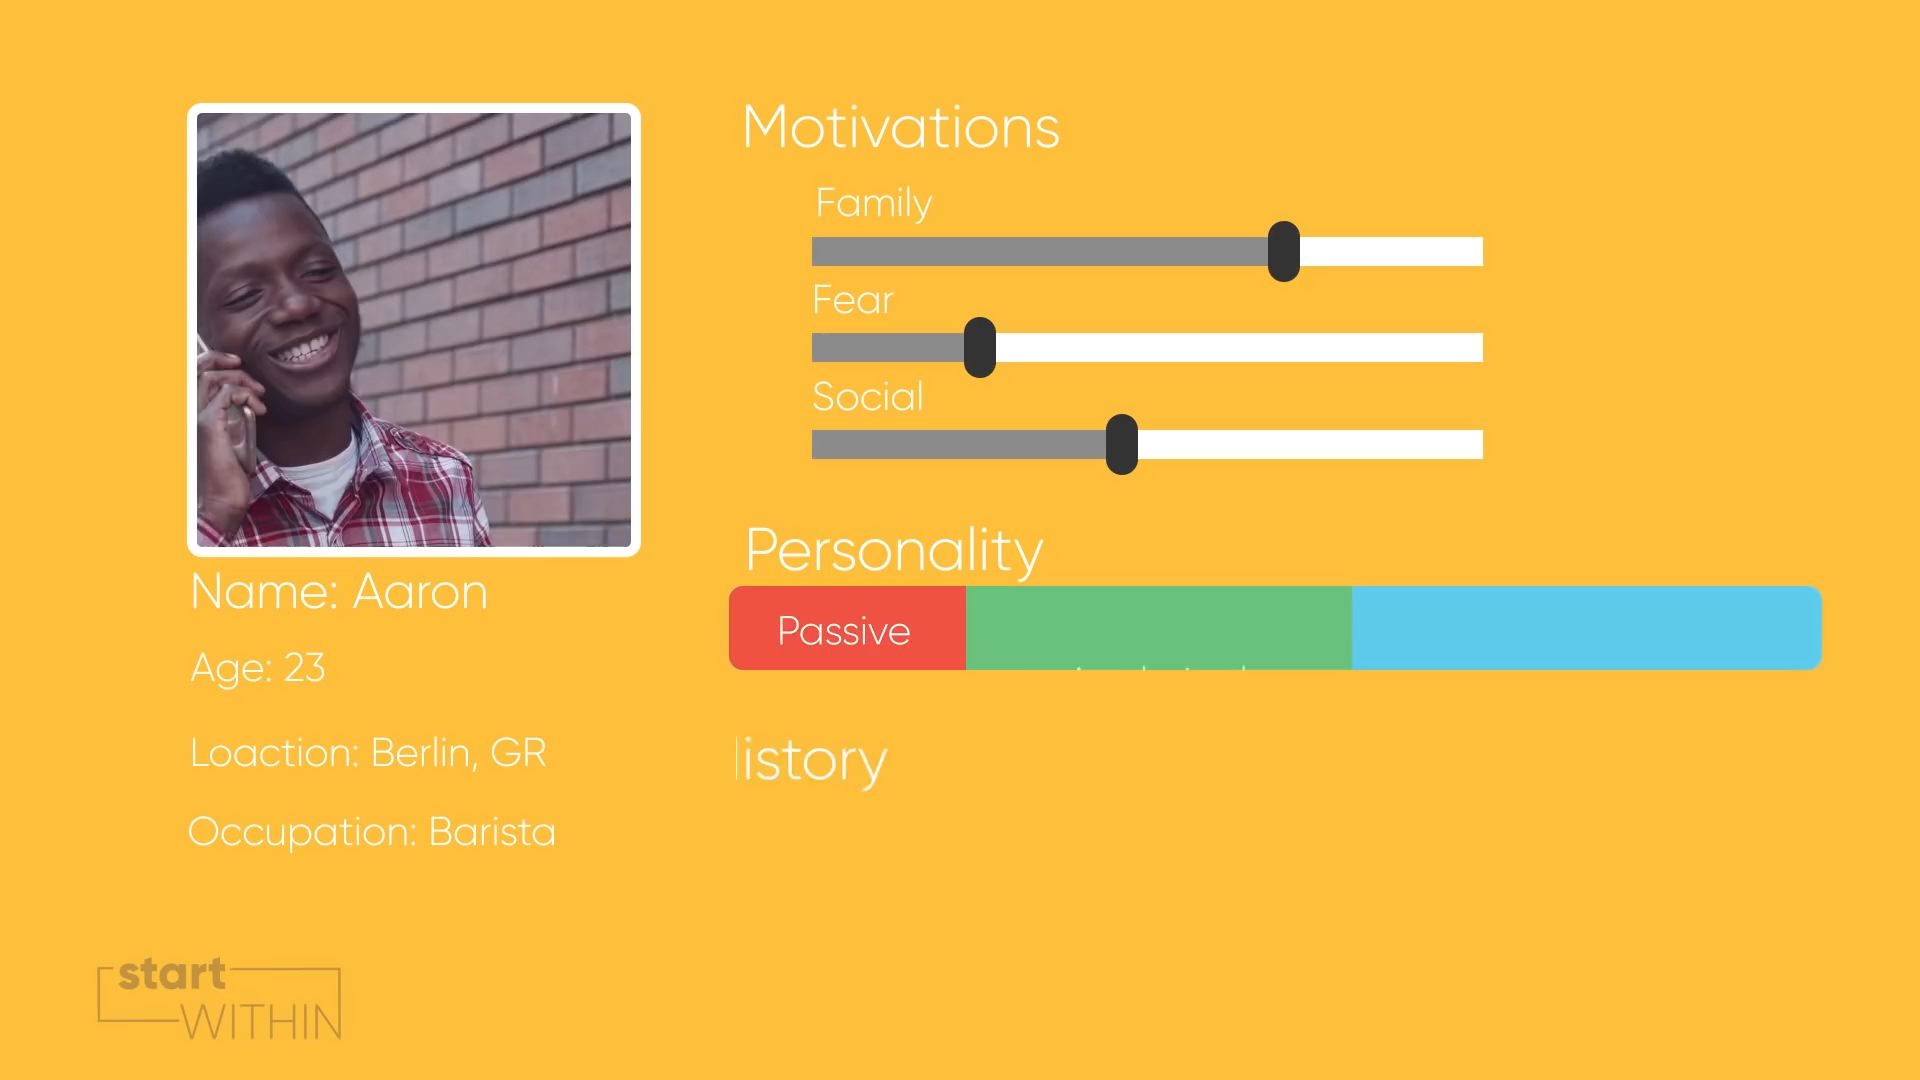 Motivations
Family
Fear
Social
Personality
Passive
istory
Name: Aaron
Age: 23
Loaction: Berlin, GR
Occupation: Barista
start
WITHIN